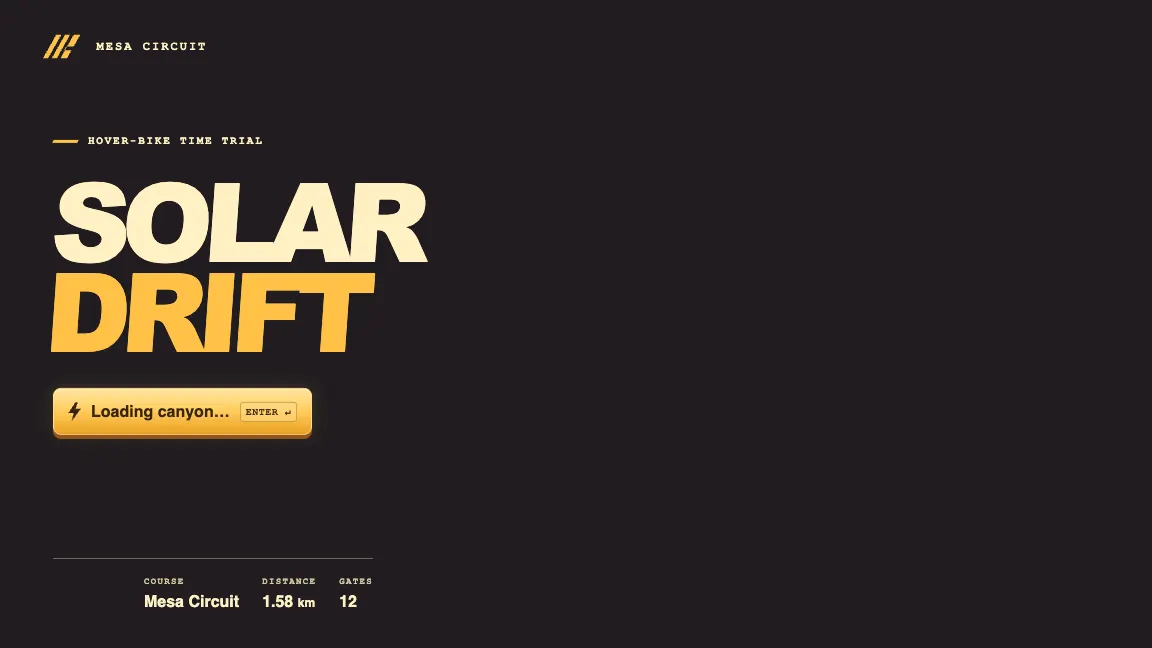 MESA CIRCUIT
HOVER-BIKE TIME TRIAL
SOLAR
DRIFT
Loading canyon... ENTER ↵
COURSE DISTANCE GATES
Mesa Circuit 1.58 km 12